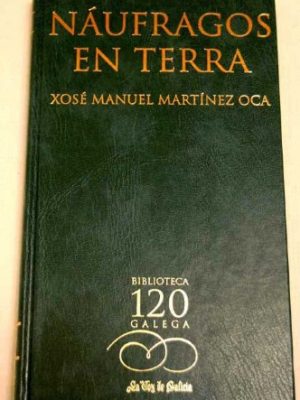 NÁUFRAGOS
EN TERRA
XOSÉ MANUEL MARTÍNEZ OCA
BIBLIOTECA
120
GALEGA
La Voz de Galicia